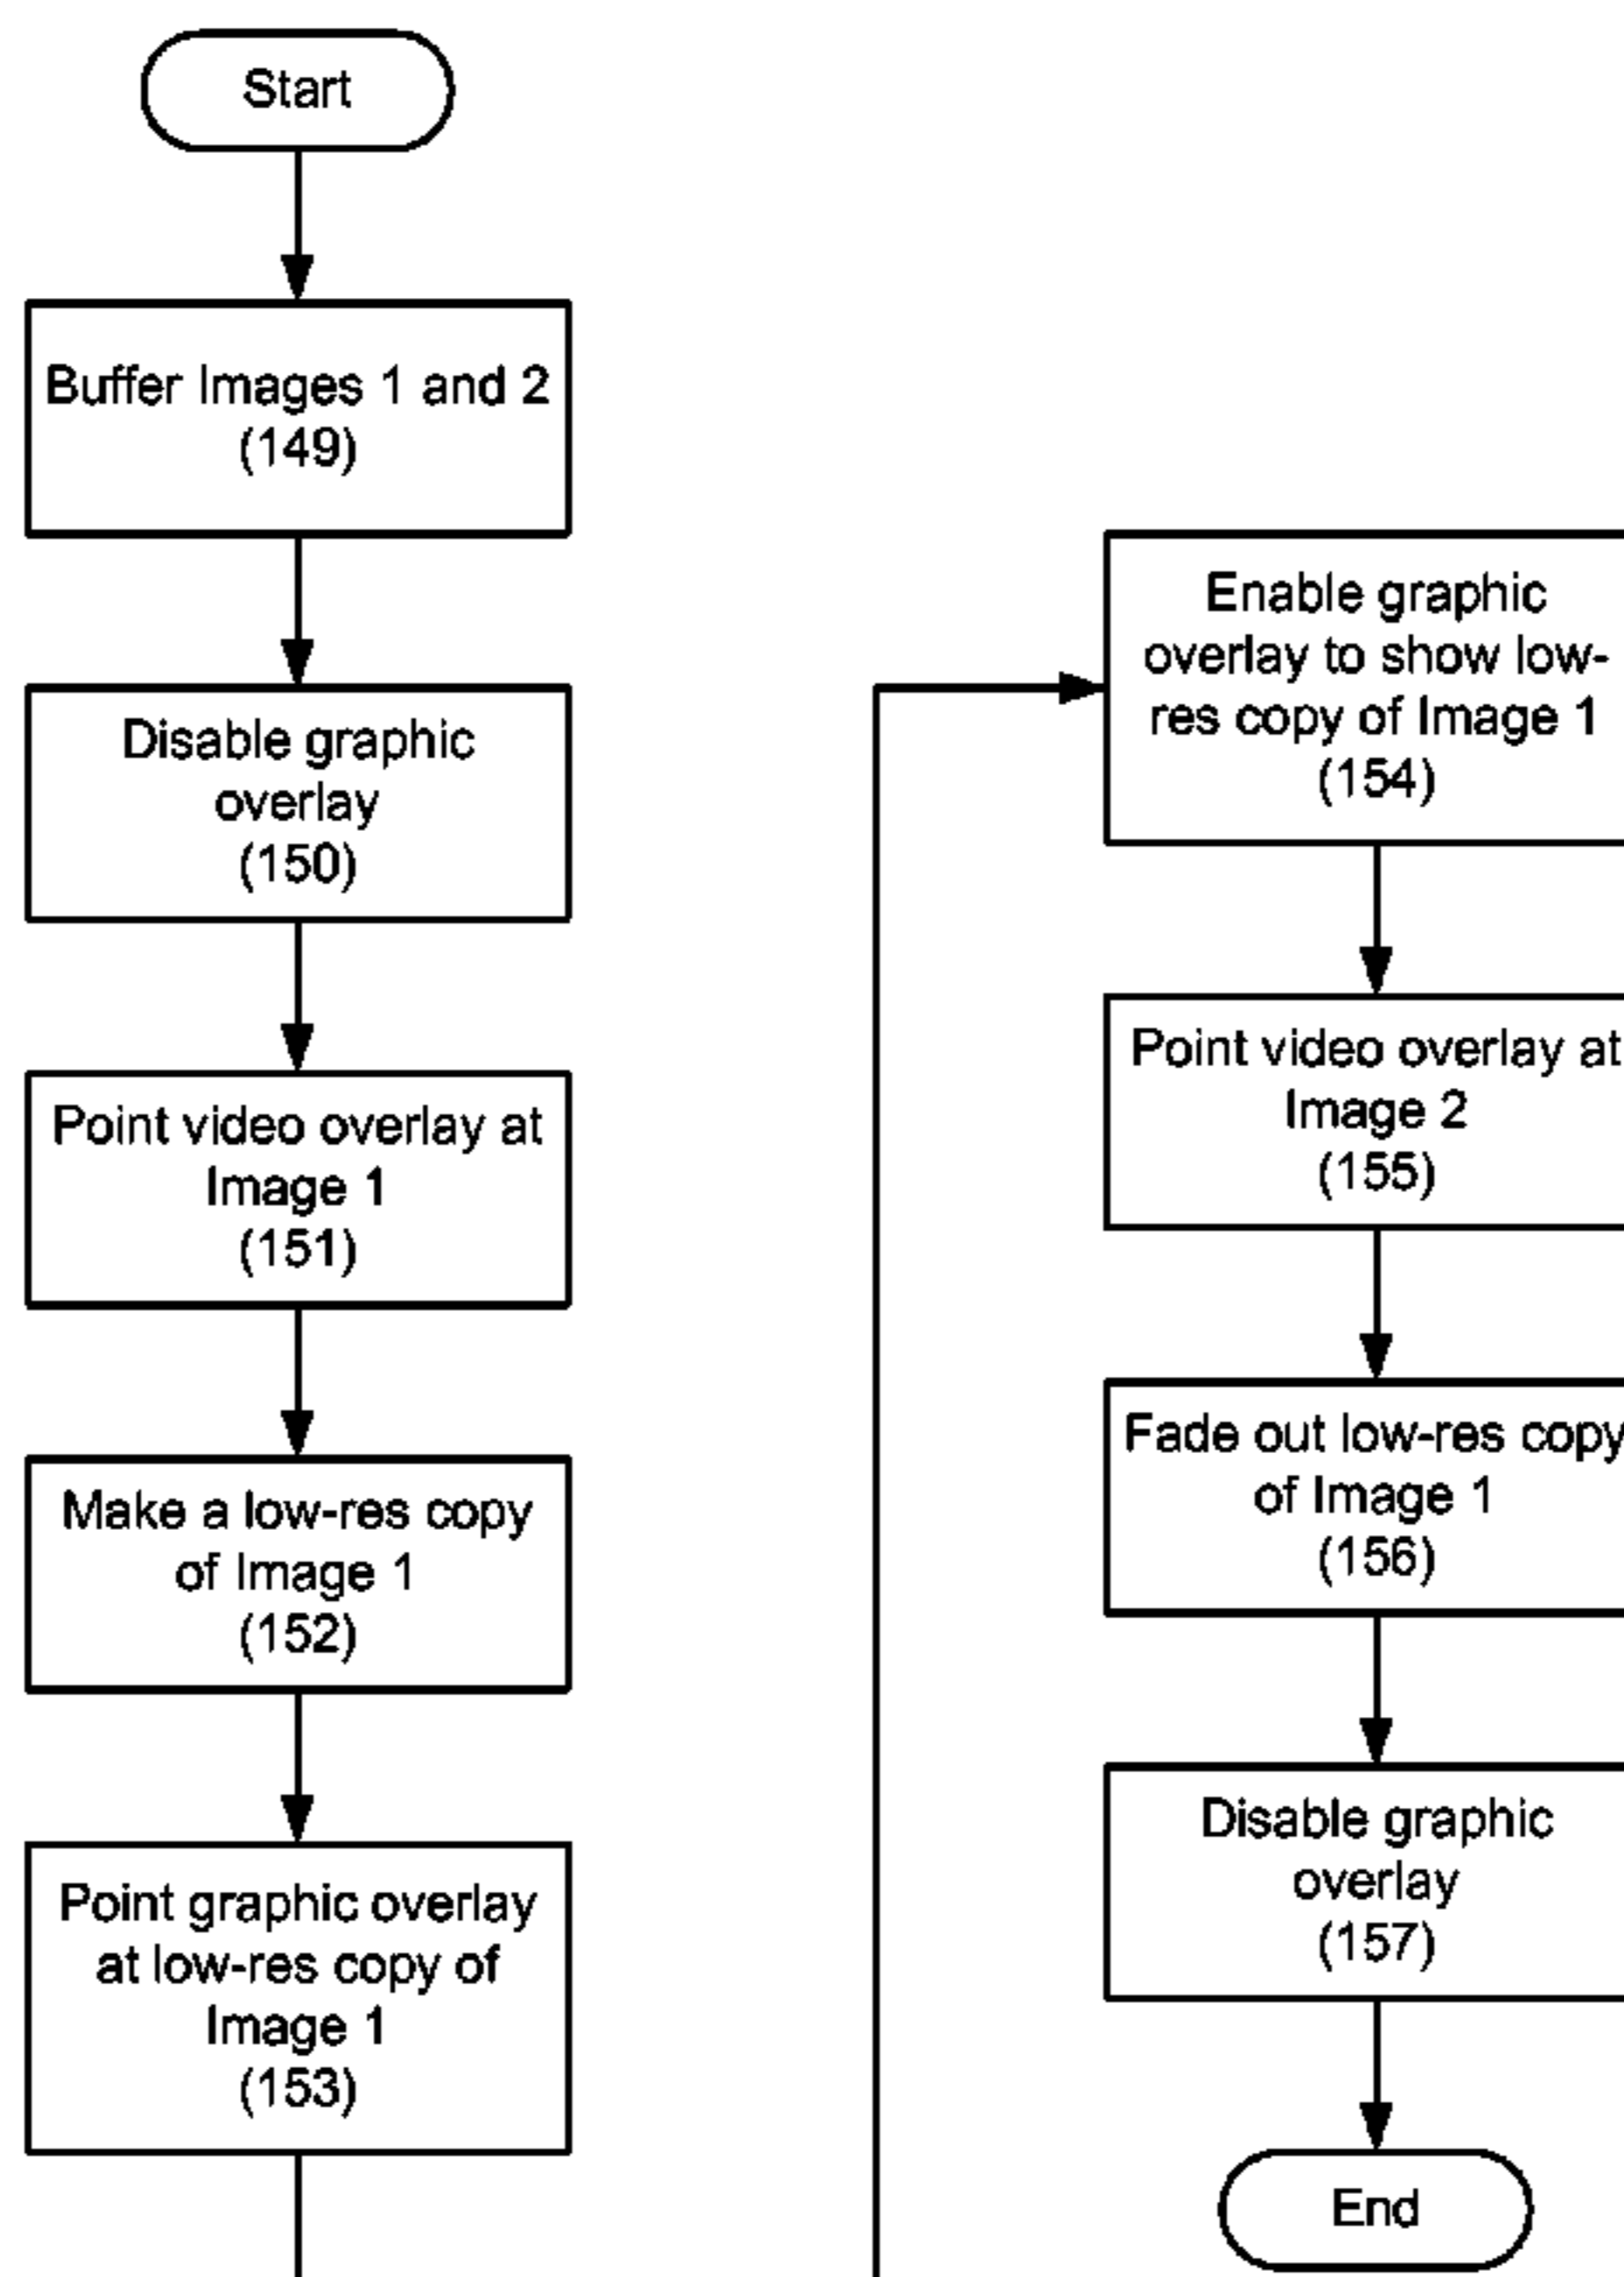 Start
Buffer Images 1 and 2
(149)
Disable graphic
overlay
(150)
Point video overlay at
Image 1
(151)
Make a low-res copy
of Image 1
(152)
Point graphic overlay
at low-res copy of
Image 1
(153)
Enable graphic
overlay to show low-
res copy of Image 1
(154)
Point video overlay at
Image 2
(155)
Fade out low-res copy
of Image 1
(156)
Disable graphic
overlay
(157)
End